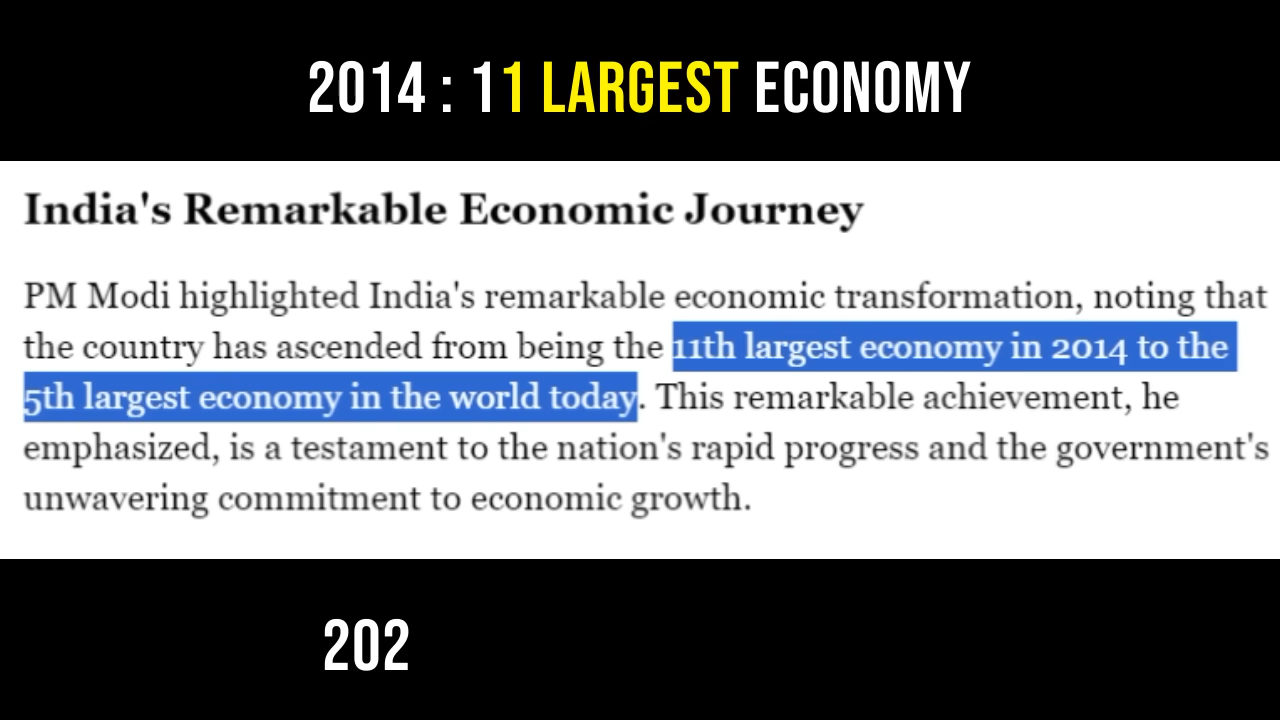 2014 : 11 LARGEST ECONOMY
India's Remarkable Economic Journey
PM Modi highlighted India's remarkable economic transformation, noting that
the country has ascended from being the 11th largest economy in 2014 to the
5th largest economy in the world today. This remarkable achievement, he
emphasized, is a testament to the nation's rapid progress and the government's
unwavering commitment to economic growth.
202